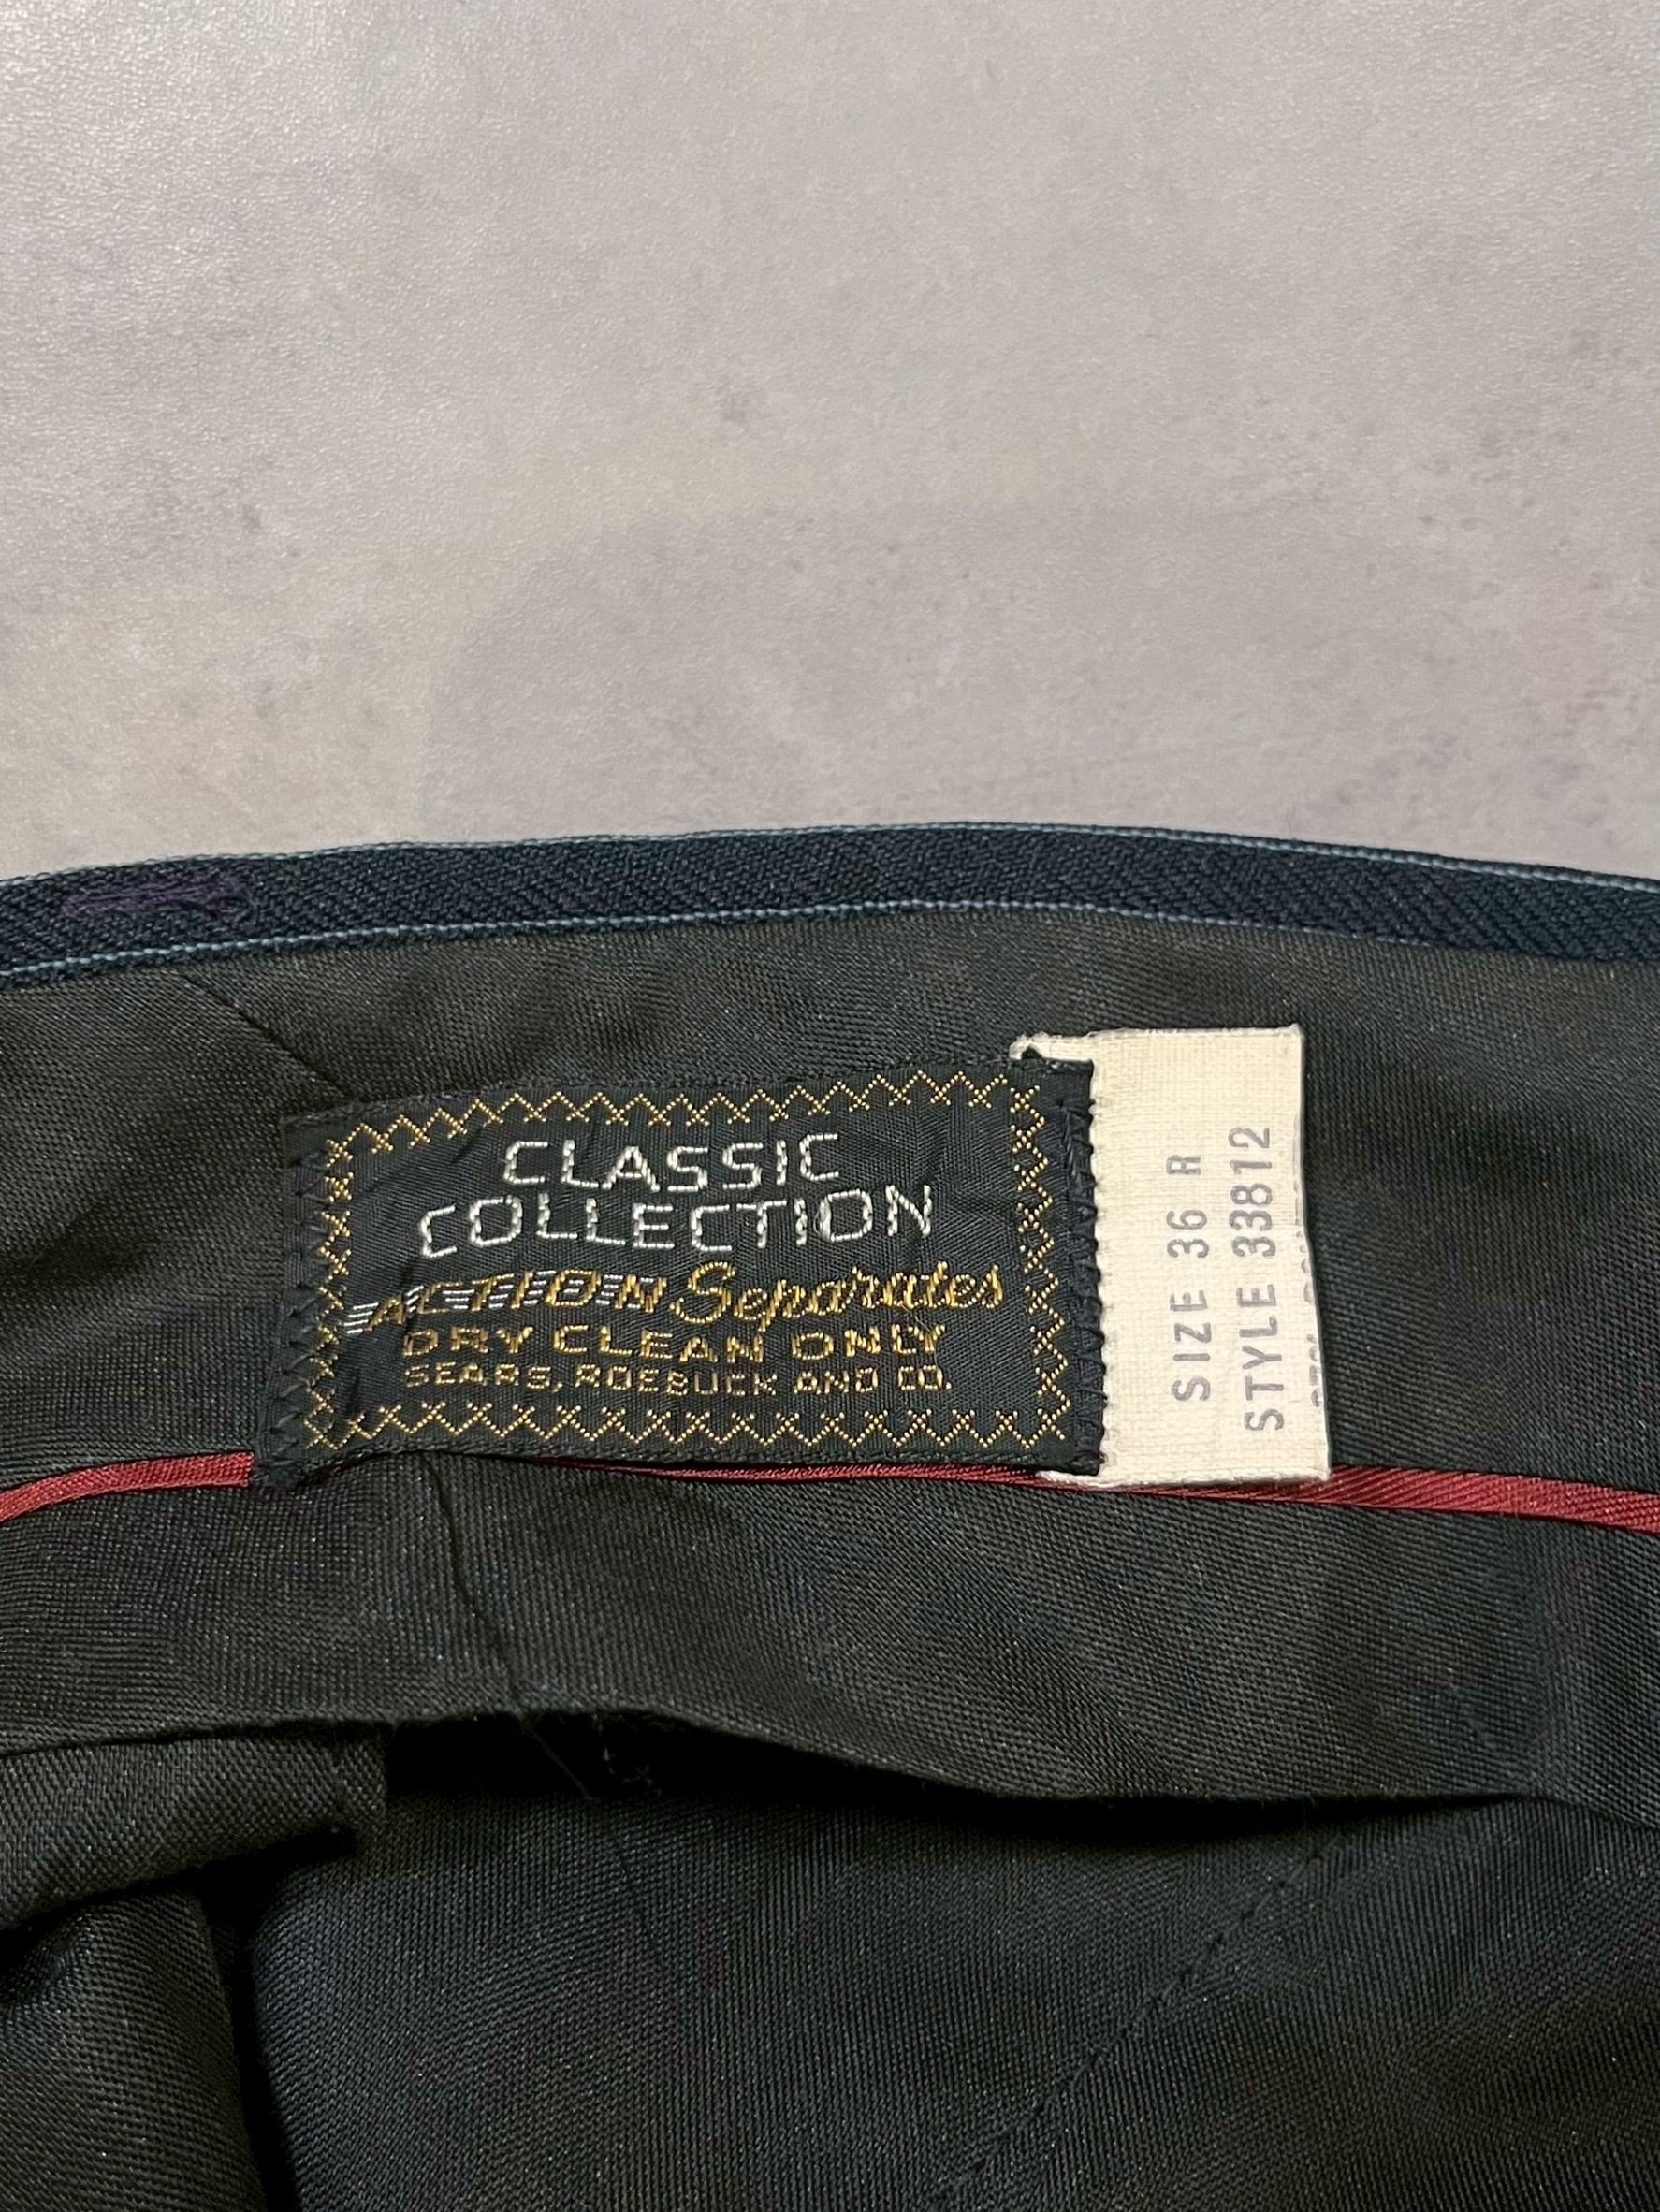 CLASSIC
COLLECTION
ACTION Separates
DRY CLEAN ONLY
SEARS, ROEBUCK AND CO.
SIZE 36 R
STYLE 33812